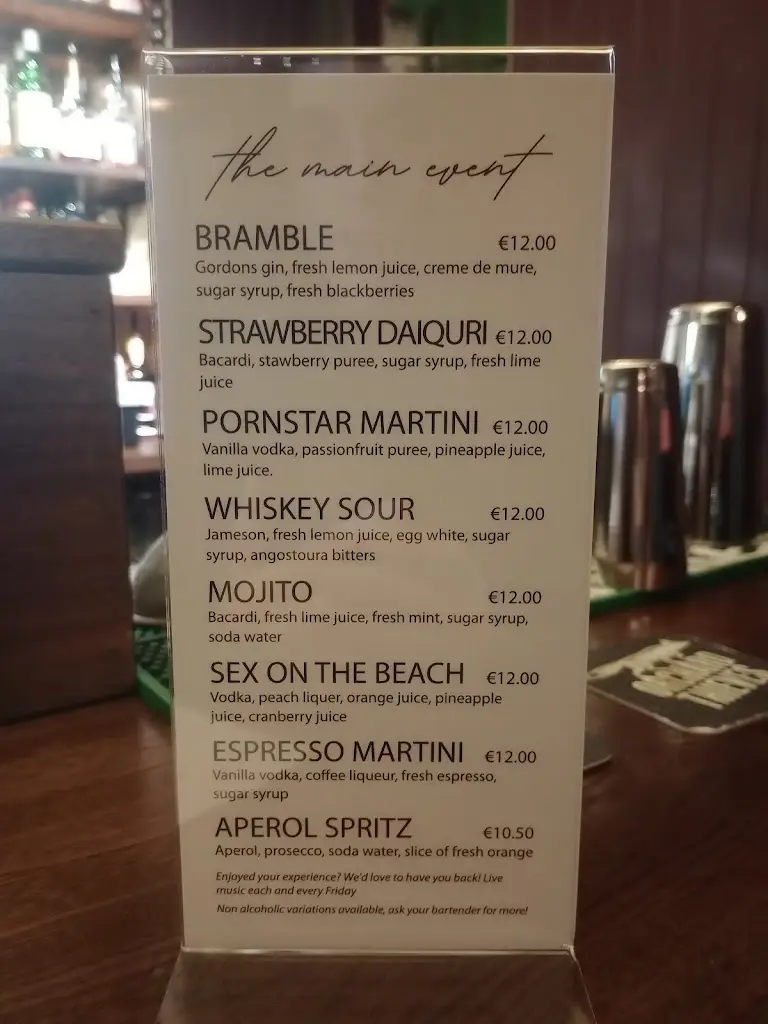 the main event
BRAMBLE €12.00
Gordons gin, fresh lemon juice, creme de mure,
sugar syrup, fresh blackberries
STRAWBERRY DAIQURI €12.00
Bacardi, stawberry puree, sugar syrup, fresh lime
juice
PORNSTAR MARTINI €12.00
Vanilla vodka, passionfruit puree, pineapple juice,
lime juice.
WHISKEY SOUR €12.00
Jameson, fresh lemon juice, egg white, sugar
syrup, angostoura bitters
MOJITO €12.00
Bacardi, fresh lime juice, fresh mint, sugar syrup,
soda water
SEX ON THE BEACH €12.00
Vodka, peach liquer, orange juice, pineapple
juice, cranberry juice
ESPRESSO MARTINI €12.00
Vanilla vodka, coffee liqueur, fresh espresso,
sugar syrup
APEROL SPRITZ €10.50
Aperol, prosecco, soda water, slice of fresh orange
Enjoyed your experience? We'd love to have you back! Live
music each and every Friday
Non alcoholic variations available, ask your bartender for more!